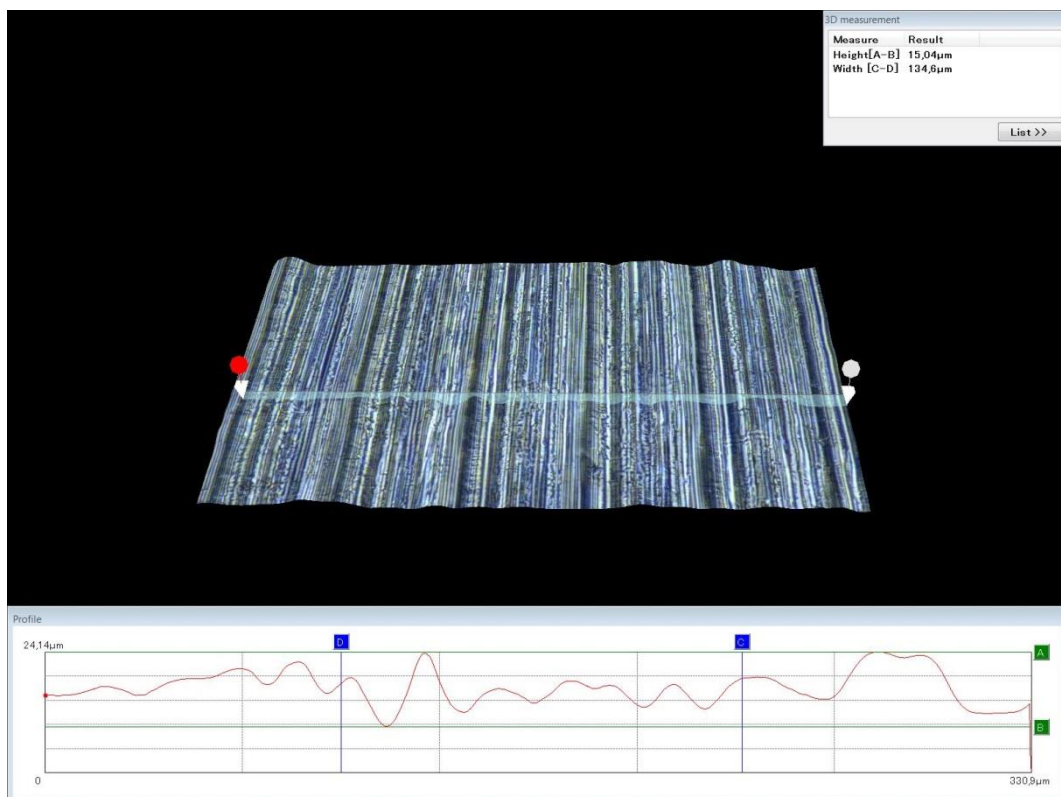 3D measurement
Measure Result
Height[A-B] 15,04μm
Width [C-D] 134,6μm
List >>
Profile
24,14μm
D
C
A
B
0
330,9μm